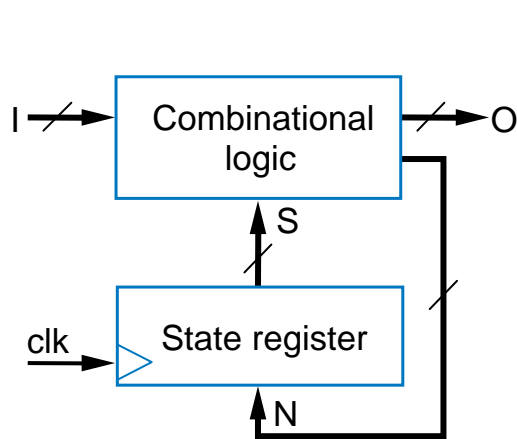 I
Combinational
logic
O
S
clk
State register
N